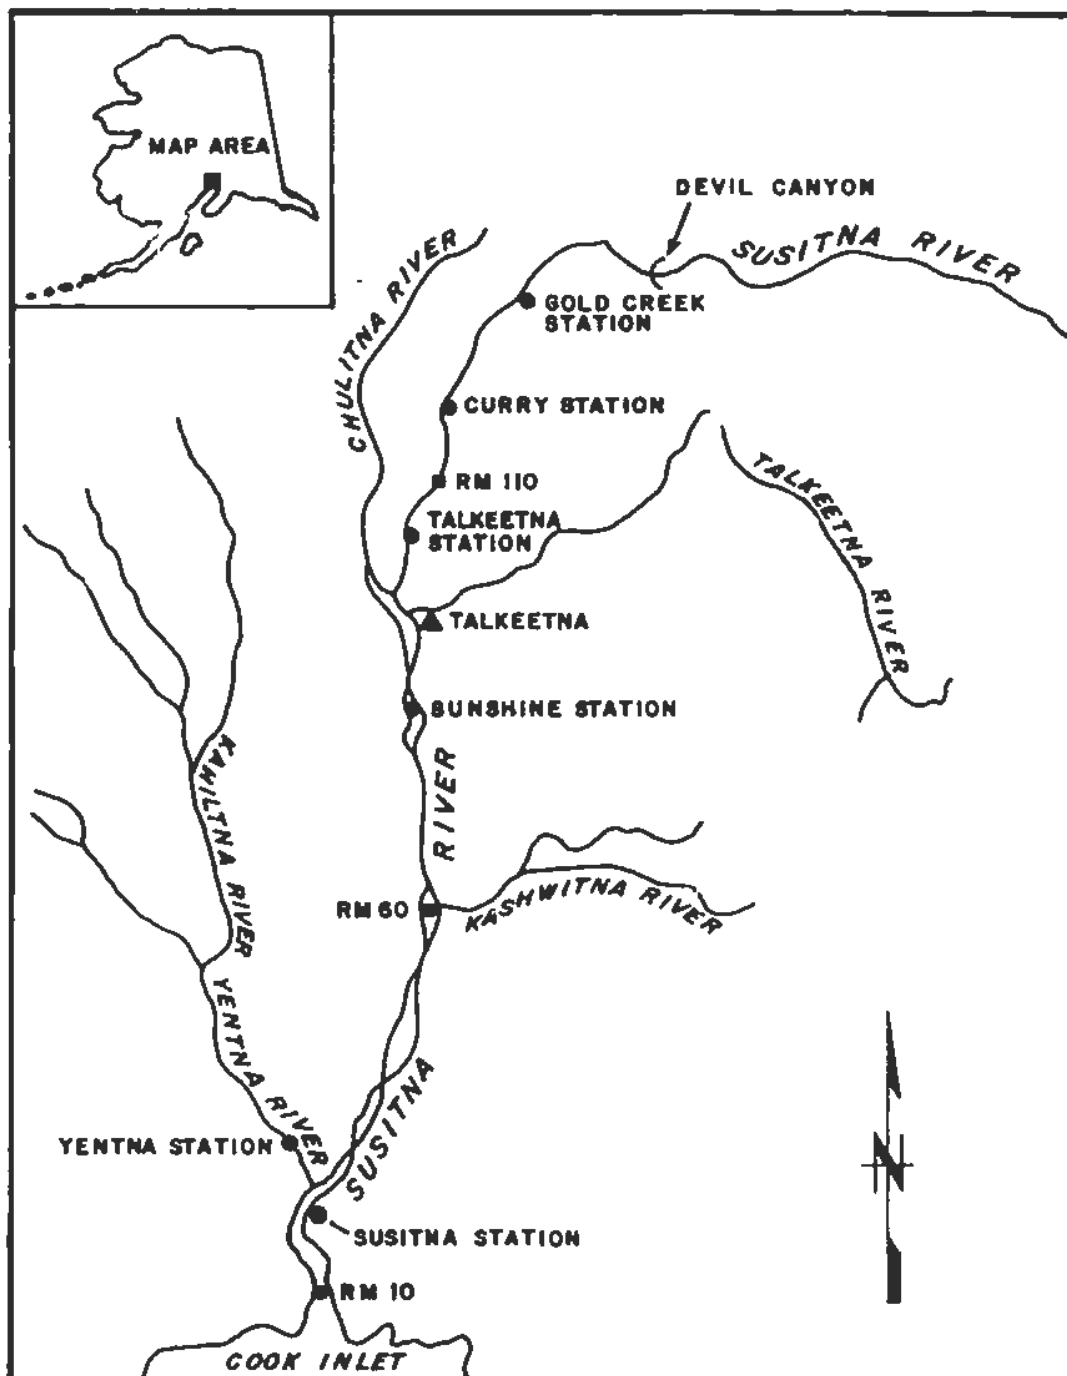 MAP AREA
DEVIL CANYON
SUSITNA RIVER
CHULITNA RIVER
GOLD CREEK
STATION
CURRY STATION
RM 110
TALKEETNA RIVER
TALKEETNA
STATION
TALKEETNA
SUNSHINE STATION
KAHILTNA RIVER
RIVER
RM 60
KASHWITNA RIVER
YENTNA RIVER
SUSITNA
YENTNA STATION
N
SUSITNA STATION
RM 10
COOK INLET